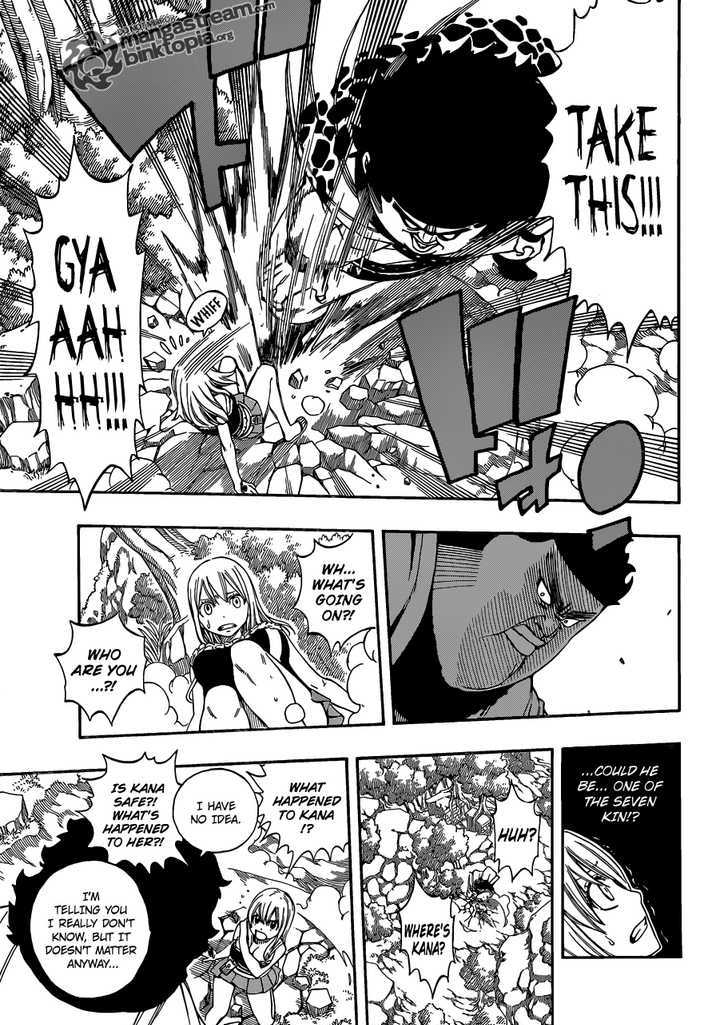 TAKE
THIS!!!
WHIFF
GYA
AAH
HH!!!
mangastream.com
binktopia.org
WH...
WHAT'S
GOING
ON?!
WHO
ARE YOU
...?!
...COULD HE
BE... ONE OF
THE SEVEN
KIN!?
HUH?
WHERE'S
KANA?
WHAT
HAPPENED
TO KANA
!?
I HAVE
NO IDEA.
IS KANA
SAFE?!
WHAT'S
HAPPENED
TO HER?!
I'M
TELLING YOU
I REALLY DON'T
KNOW, BUT IT
DOESN'T MATTER
ANYWAY...